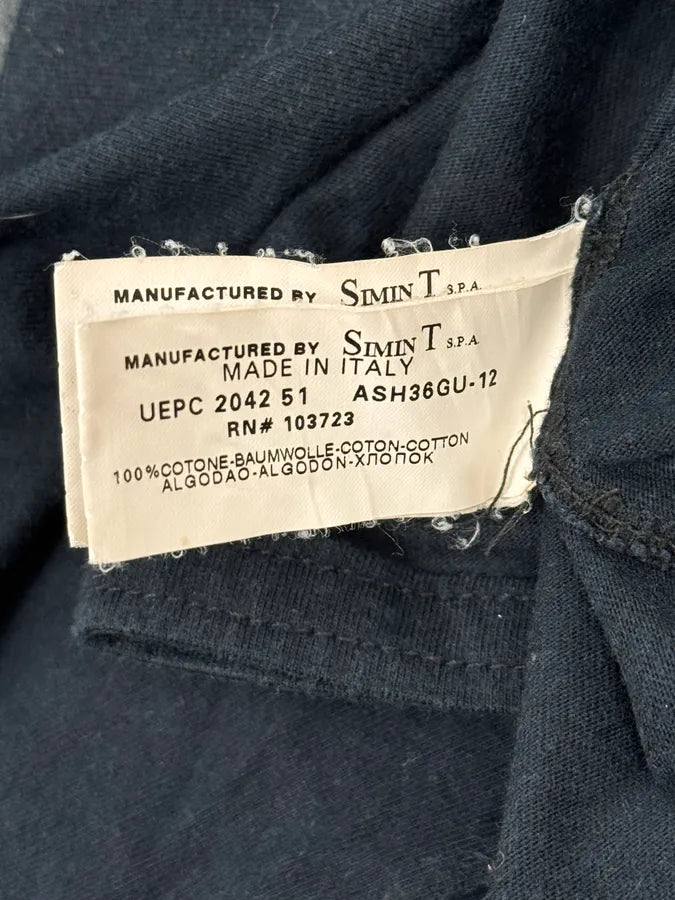 MANUFACTURED BY SIMIN T S.P.A.
MANUFACTURED BY SIMIN T S.P.A.
MADE IN ITALY
UEPC 2042 51 ASH36GU-12
RN# 103723
100%COTONE-BAUMWOLLE-COTON-COTTON
ALGODAO-ALGODON-ХЛОПОК